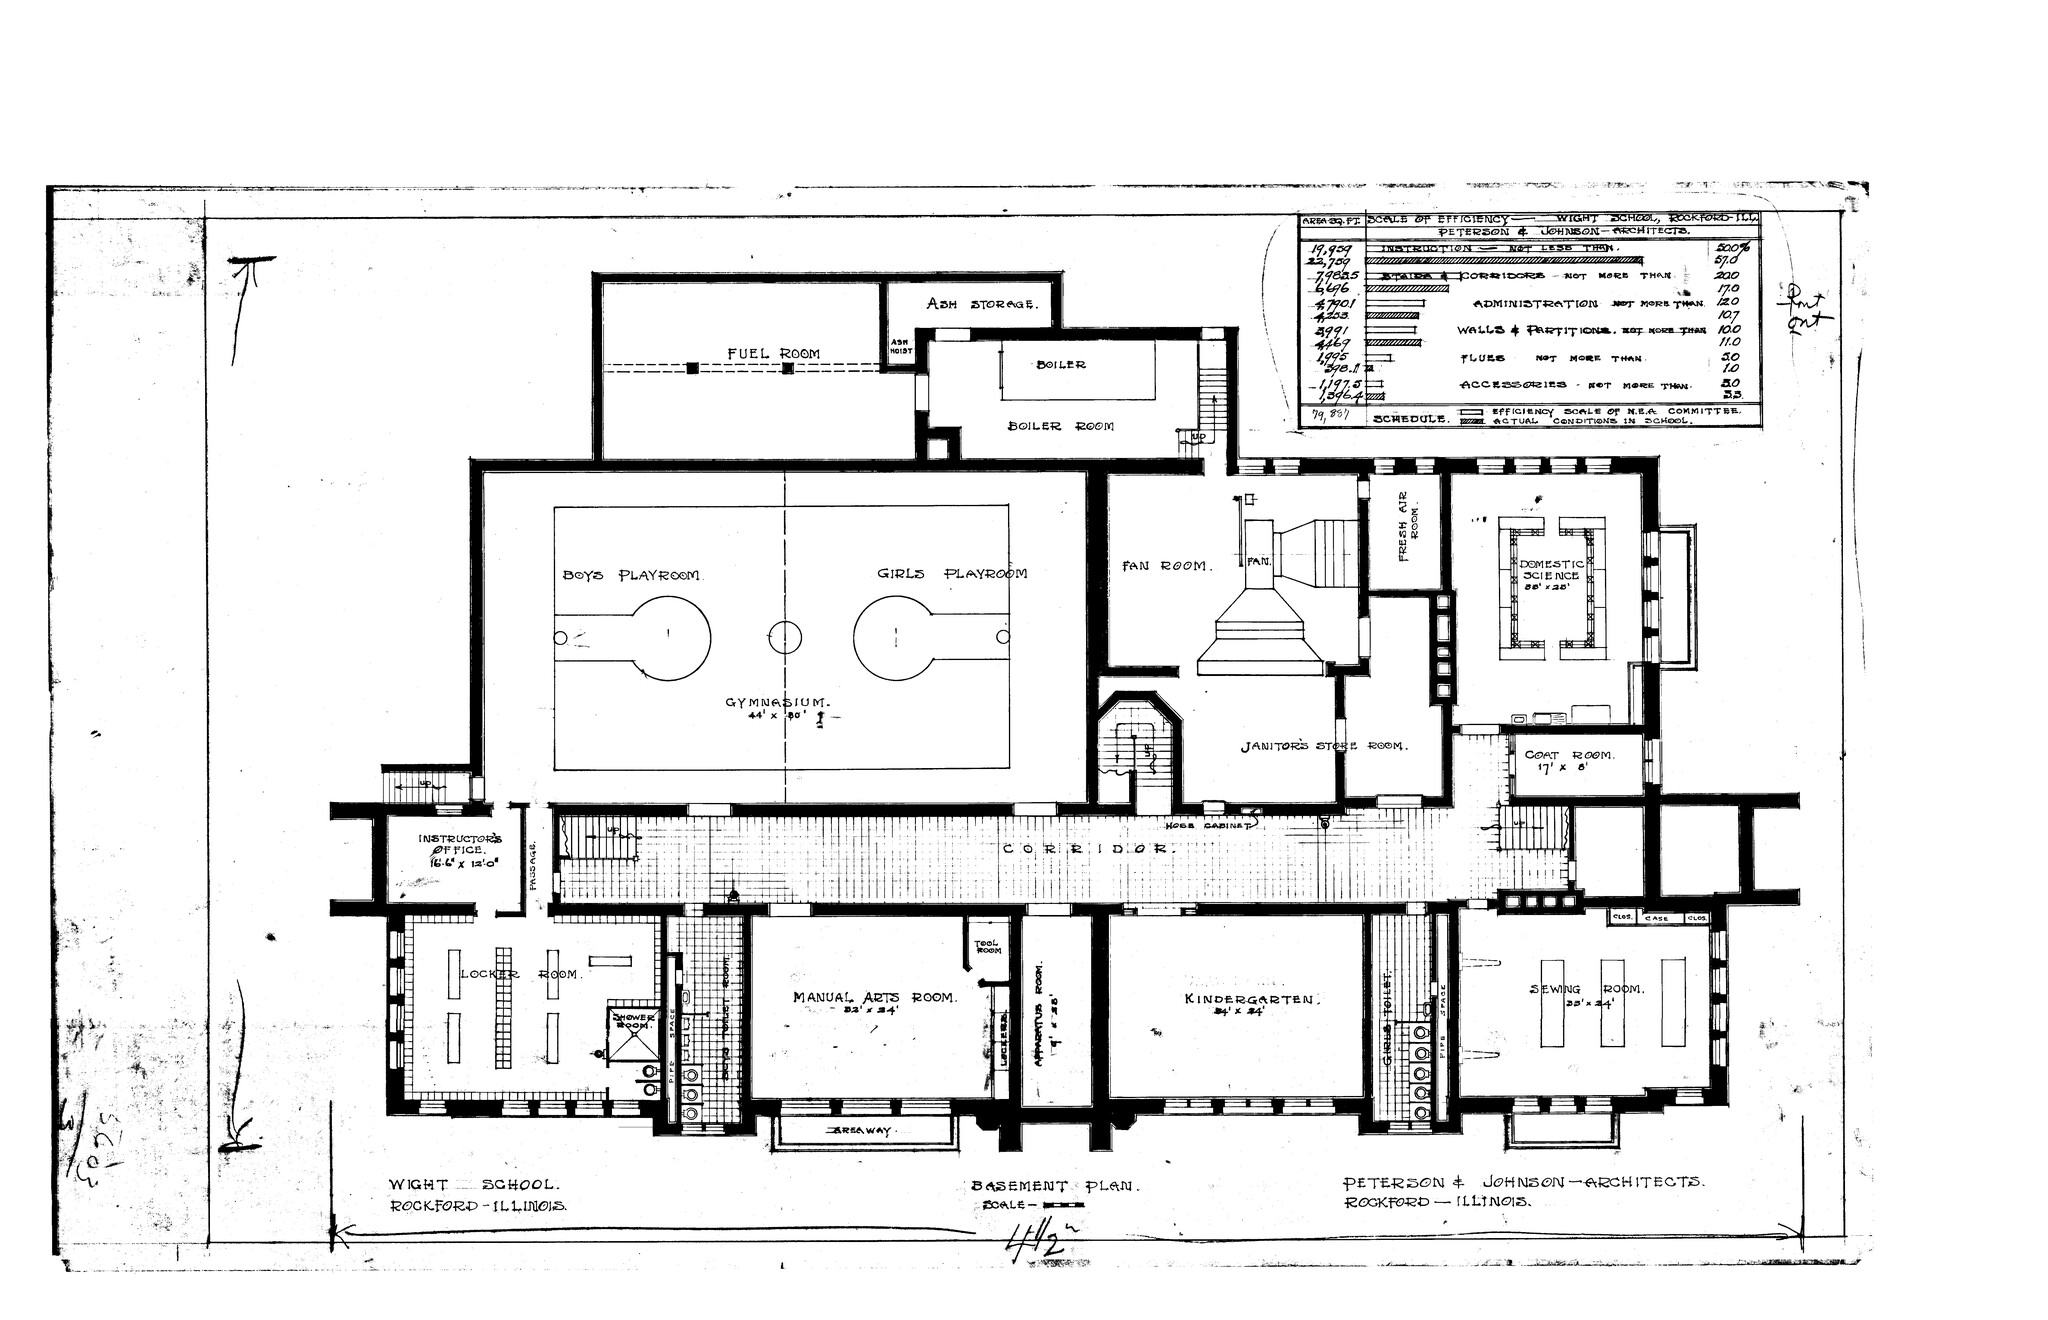 AREA SQ. FT. SCALE OF EFFICIENCY — WIGHT SCHOOL, ROCKFORD-ILL.
PETERSON & JOHNSON-ARCHITECTS.
19,959 INSTRUCTION — NOT LESS THAN. 50.0%
22,759 57.0
7,983.5 STAIRS & CORRIDORS - NOT MORE THAN 20.0
6,696 17.0
4,790.1 ADMINISTRATION NOT MORE THAN 12.0
4,233 10.7
3,991 WALLS & PARTITIONS. NOT MORE THAN 10.0
4,469 11.0
1,995 FLUES NOT MORE THAN 5.0
398.11 1.0
1,197.5 ACCESSORIES - NOT MORE THAN. 3.0
1,396.4 3.3
79,887 SCHEDULE. EFFICIENCY SCALE OF N.E.A. COMMITTEE.
ACTUAL CONDITIONS IN SCHOOL.
ASH STORAGE.
ASH
HOIST
FUEL ROOM
BOILER
BOILER ROOM
UP
FRESH AIR
ROOM.
FAN ROOM.
FAN.
DOMESTIC
SCIENCE
BOYS PLAYROOM.
GIRLS PLAYROOM
GYMNASIUM.
44' x 80'
UP
JANITOR'S STORE ROOM.
COAT ROOM.
17' x 8'
UP
INSTRUCTOR'S
OFFICE.
16'-6" x 12'-0"
PASSAGE.
UP
HOSE CABINET
CORRIDOR.
UP
CLOS. CASE CLOS.
LOCKER ROOM.
SHOWER
ROOM.
PIPE SPACE
BOYS TOILET ROOM.
MANUAL ARTS ROOM.
32' x 24'
TOOL
ROOM
LOCKERS.
APPARATUS ROOM.
KINDERGARTEN.
34' x 24'
GIRLS TOILET.
PIPE SPACE
SEWING ROOM.
35' x 24'
AREAWAY.
WIGHT SCHOOL.
ROCKFORD-ILLINOIS.
BASEMENT PLAN.
SCALE-
PETERSON & JOHNSON-ARCHITECTS.
ROCKFORD-ILLINOIS.
4 1/2"